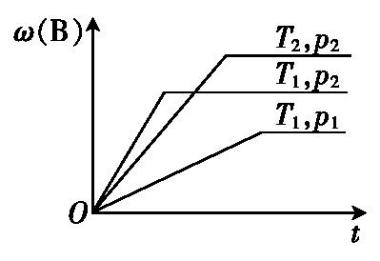 ω(B)
T₂,p₂
T₁,p₂
T₁,p₁
O
t